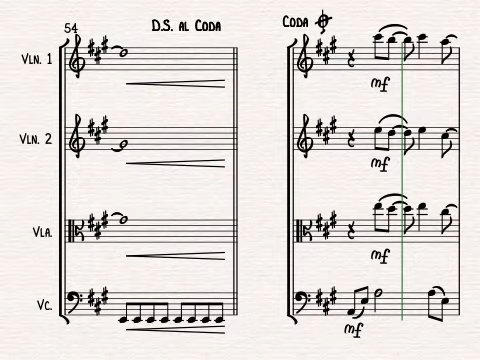 54 D.S. AL CODA CODA
VLN. 1
mf
VLN. 2
mf
VLA.
mf
VC.
mf